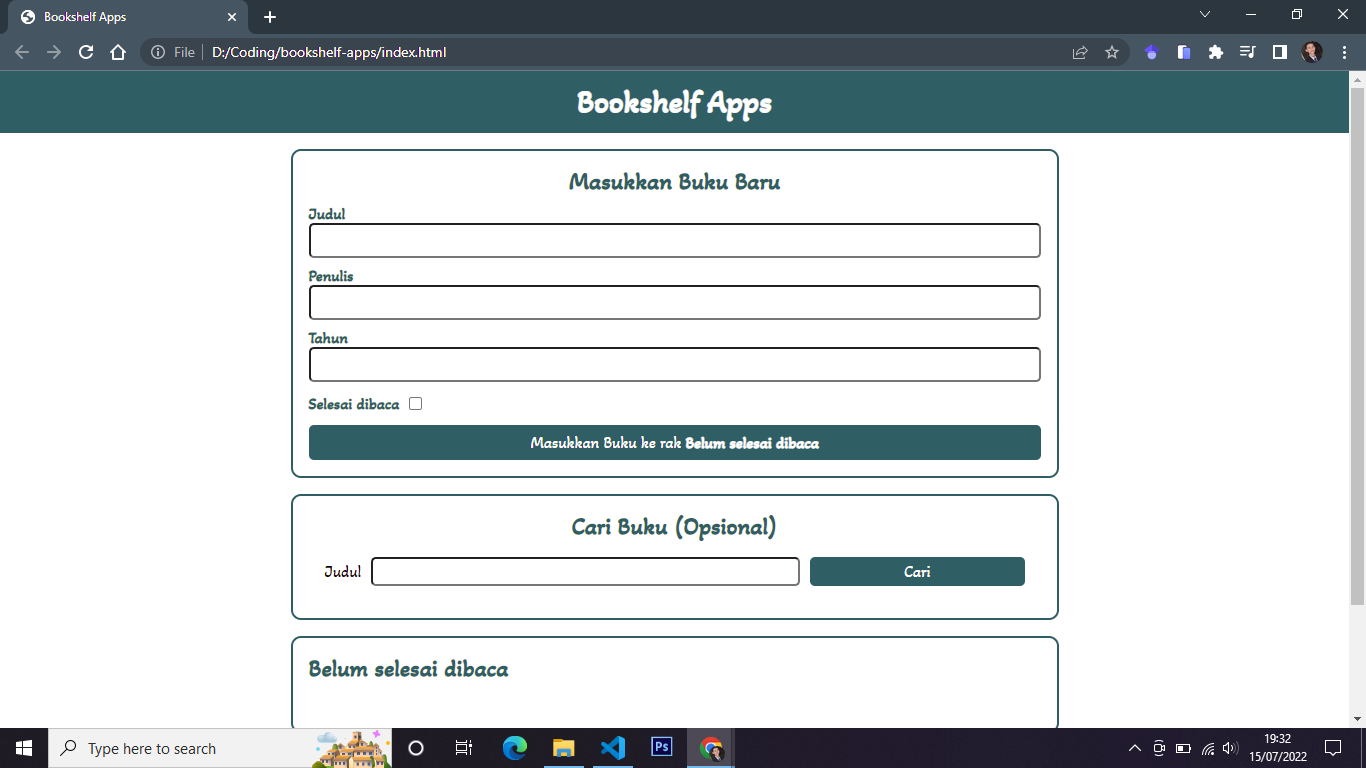 Bookshelf Apps
File
D:/Coding/bookshelf-apps/index.html
Bookshelf Apps
Masukkan Buku Baru
Judul
Penulis
Tahun
Selesai dibaca
Masukkan Buku ke rak Belum selesai dibaca
Cari Buku (Opsional)
Judul
Cari
Belum selesai dibaca
Type here to search
Ps
19:32
15/07/2022